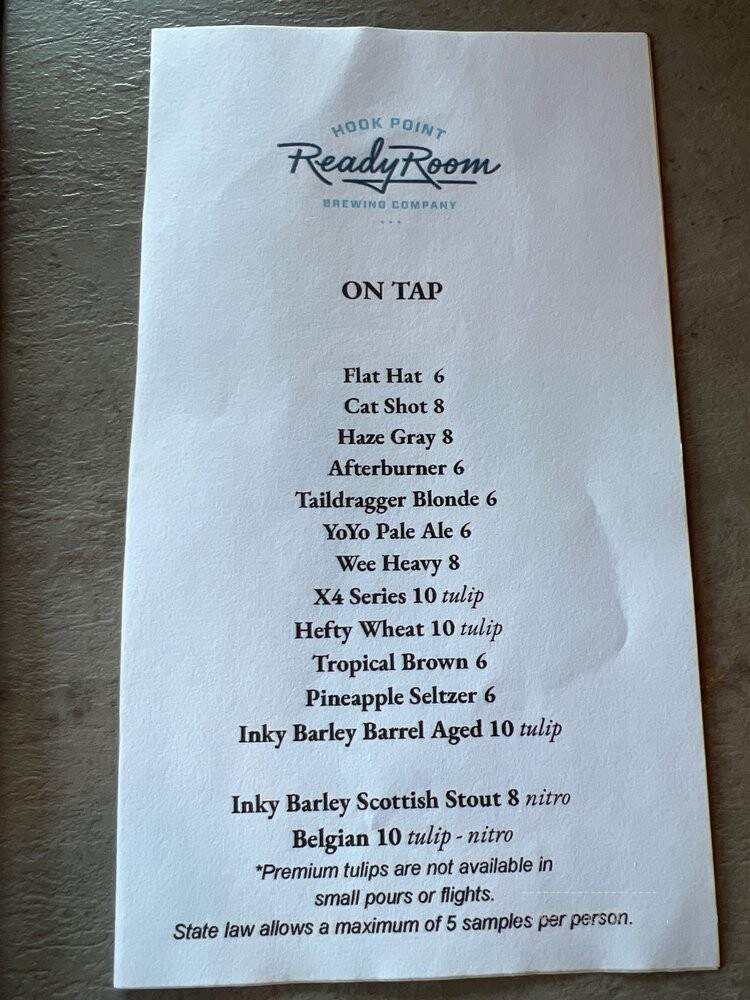 HOOK POINT
ReadyRoom
BREWING COMPANY
ON TAP
Flat Hat 6
Cat Shot 8
Haze Gray 8
Afterburner 6
Taildragger Blonde 6
YoYo Pale Ale 6
Wee Heavy 8
X4 Series 10 tulip
Hefty Wheat 10 tulip
Tropical Brown 6
Pineapple Seltzer 6
Inky Barley Barrel Aged 10 tulip
Inky Barley Scottish Stout 8 nitro
Belgian 10 tulip - nitro
*Premium tulips are not available in
small pours or flights.
State law allows a maximum of 5 samples per person.